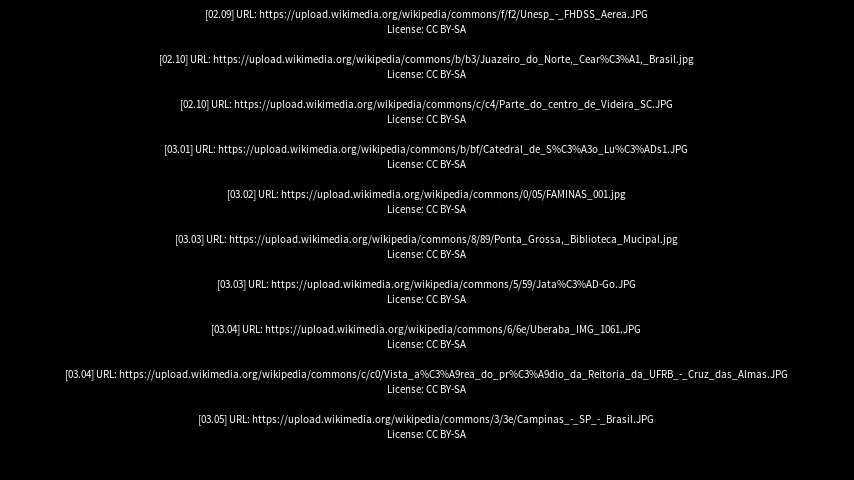 [02.09] URL: https://upload.wikimedia.org/wikipedia/commons/f/f2/Unesp_-_FHDSS_Aerea.JPG
License: CC BY-SA
[02.10] URL: https://upload.wikimedia.org/wikipedia/commons/b/b3/Juazeiro_do_Norte,_Cear%C3%A1,_Brasil.jpg
License: CC BY-SA
[02.10] URL: https://upload.wikimedia.org/wikipedia/commons/c/c4/Parte_do_centro_de_Videira_SC.JPG
License: CC BY-SA
[03.01] URL: https://upload.wikimedia.org/wikipedia/commons/b/bf/Catedral_de_S%C3%A3o_Lu%C3%ADs1.JPG
License: CC BY-SA
[03.02] URL: https://upload.wikimedia.org/wikipedia/commons/0/05/FAMINAS_001.jpg
License: CC BY-SA
[03.03] URL: https://upload.wikimedia.org/wikipedia/commons/8/89/Ponta_Grossa,_Biblioteca_Mucipal.jpg
License: CC BY-SA
[03.03] URL: https://upload.wikimedia.org/wikipedia/commons/5/59/Jata%C3%AD-Go.JPG
License: CC BY-SA
[03.04] URL: https://upload.wikimedia.org/wikipedia/commons/6/6e/Uberaba_IMG_1061.JPG
License: CC BY-SA
[03.04] URL: https://upload.wikimedia.org/wikipedia/commons/c/c0/Vista_a%C3%A9rea_do_pr%C3%A9dio_da_Reitoria_da_UFRB_-_Cruz_das_Almas.JPG
License: CC BY-SA
[03.05] URL: https://upload.wikimedia.org/wikipedia/commons/3/3e/Campinas_-_SP_-_Brasil.JPG
License: CC BY-SA